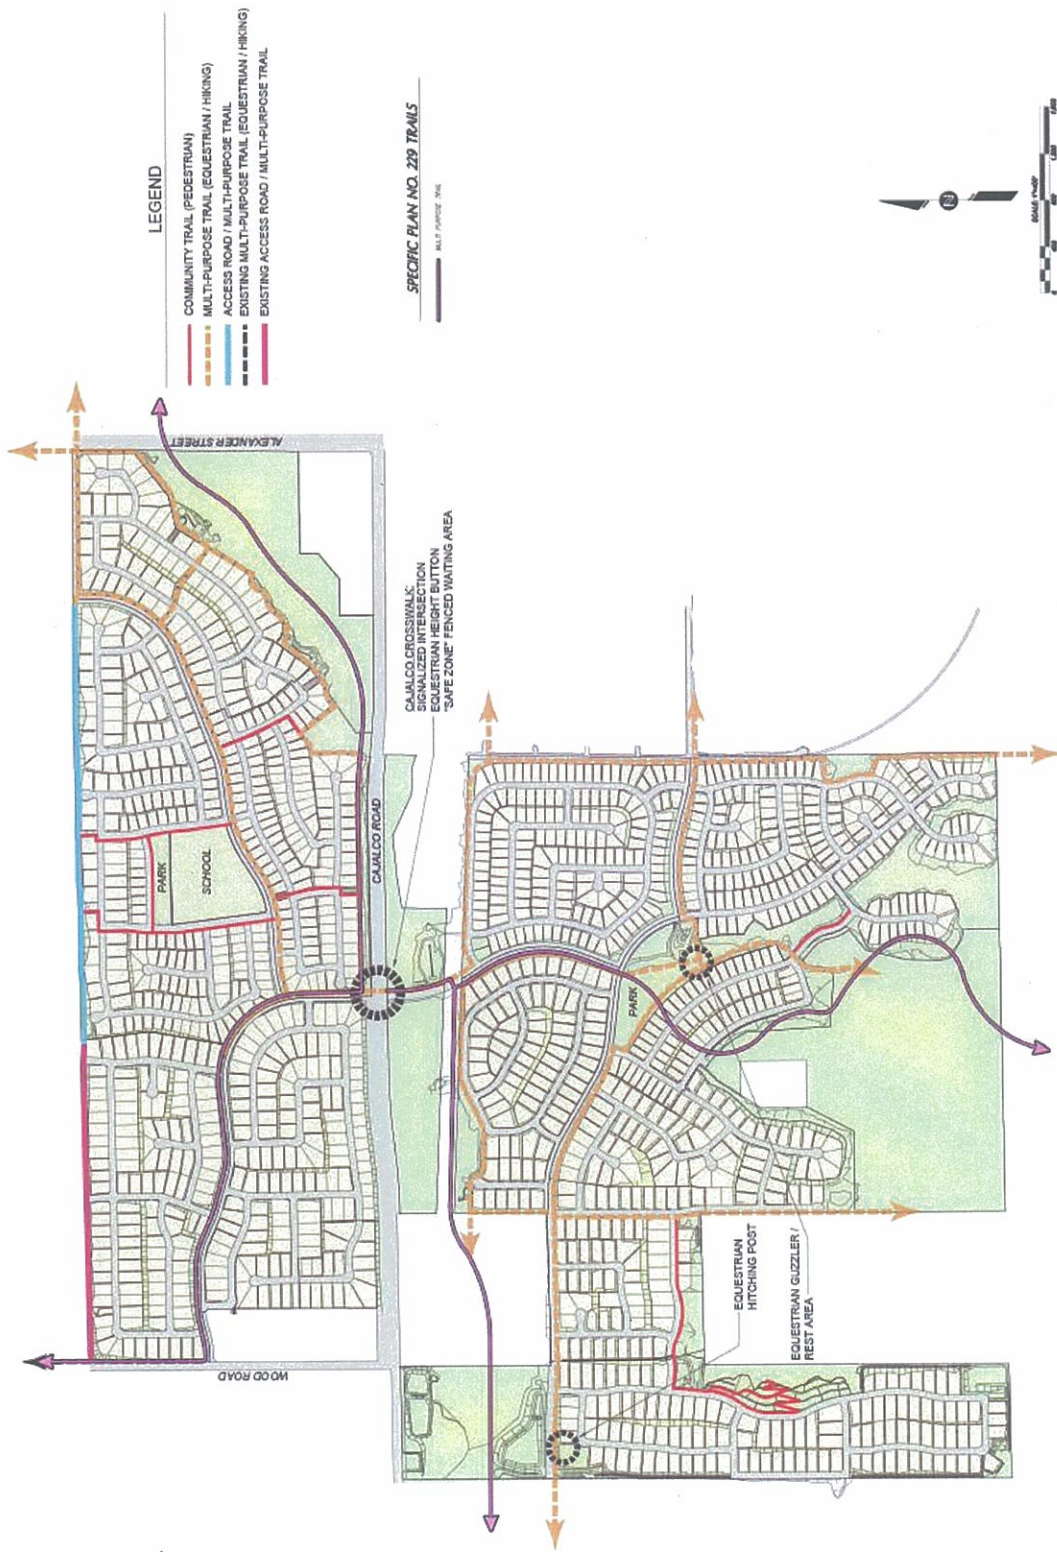 LEGEND
COMMUNITY TRAIL (PEDESTRIAN)
MULTI-PURPOSE TRAIL (EQUESTRIAN / HIKING)
ACCESS ROAD / MULTI-PURPOSE TRAIL
EXISTING MULTI-PURPOSE TRAIL (EQUESTRIAN / HIKING)
EXISTING ACCESS ROAD / MULTI-PURPOSE TRAIL
SPECIFIC PLAN NO. 229 TRAILS
MULTI PURPOSE TRAIL
ALEXANDER STREET
CAJALCO CROSSWALK:
SIGNALIZED INTERSECTION
EQUESTRIAN HEIGHT BUTTON
"SAFE ZONE" FENCED WAITING AREA
CAJALCO ROAD
PARK
SCHOOL
PARK
WOOD ROAD
EQUESTRIAN
HITCHING POST
EQUESTRIAN GUZZLER /
REST AREA